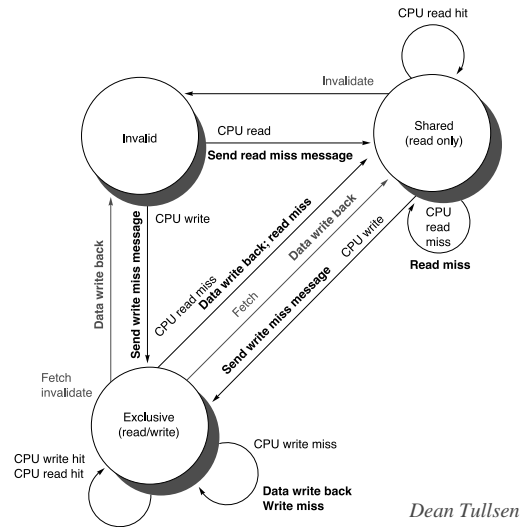 CPU read hit
Invalidate
Invalid
CPU read
Send read miss message
Shared
(read only)
CPU
read
miss
Read miss
CPU write
Send write miss message
Data write back
Fetch
invalidate
CPU read miss
Data write back; read miss
Fetch
Data write back
CPU write
Send write miss message
Exclusive
(read/write)
CPU write hit
CPU read hit
CPU write miss
Data write back
Write miss
Dean Tullsen